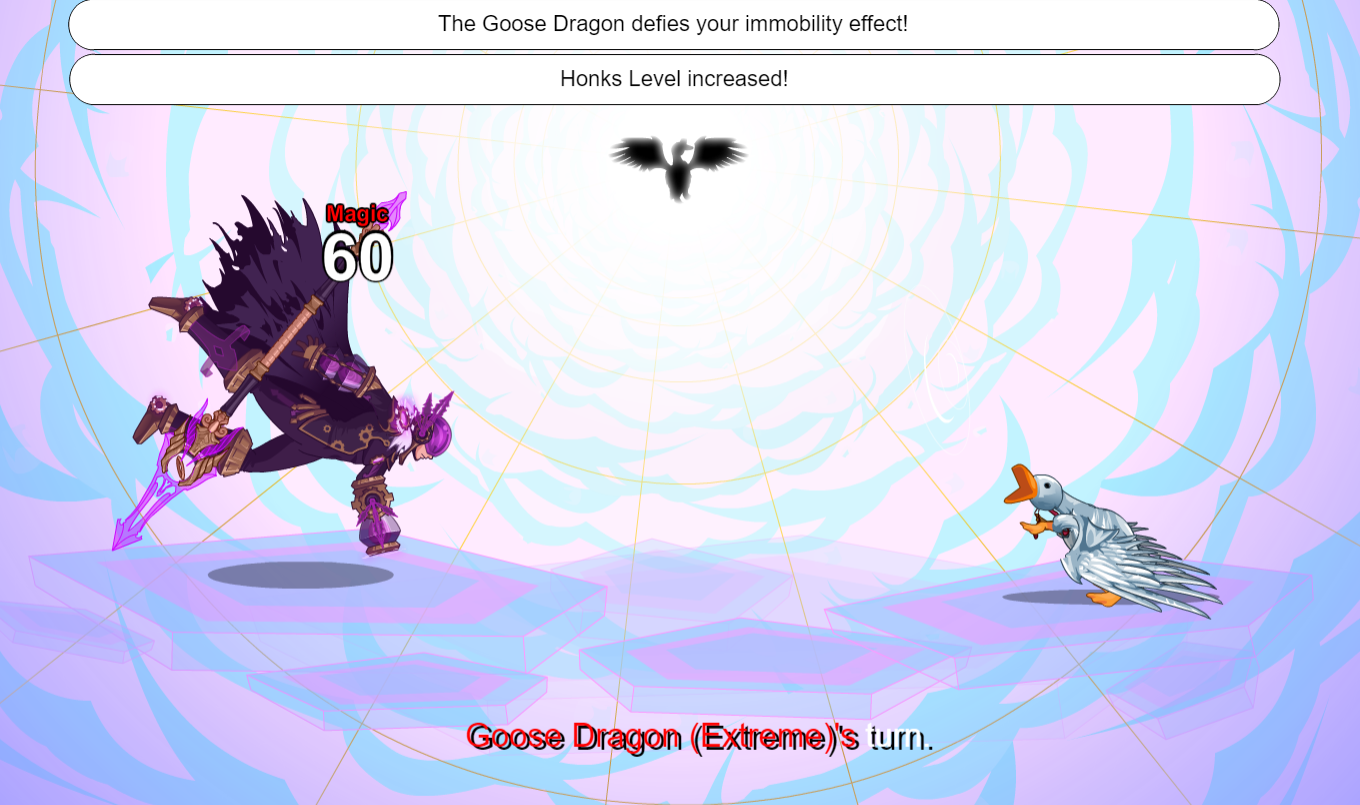 The Goose Dragon defies your immobility effect!
Honks Level increased!
Magic
60
Goose Dragon (Extreme)'s turn.